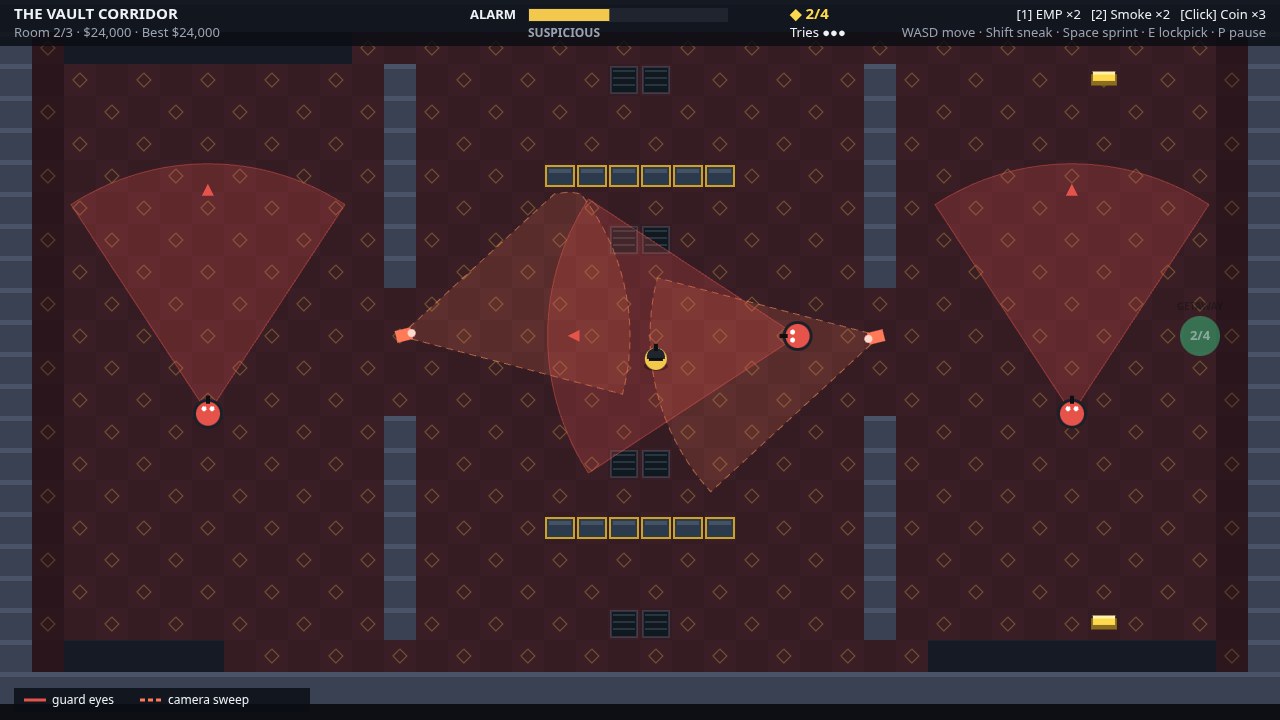 THE VAULT CORRIDOR
ALARM
◆ 2/4
[1] EMP ×2 [2] Smoke ×2 [Click] Coin ×3
Room 2/3 · $24,000 · Best $24,000
SUSPICIOUS
Tries ●●●
WASD move · Shift sneak · Space sprint · E lockpick · P pause
2/4
guard eyes
camera sweep